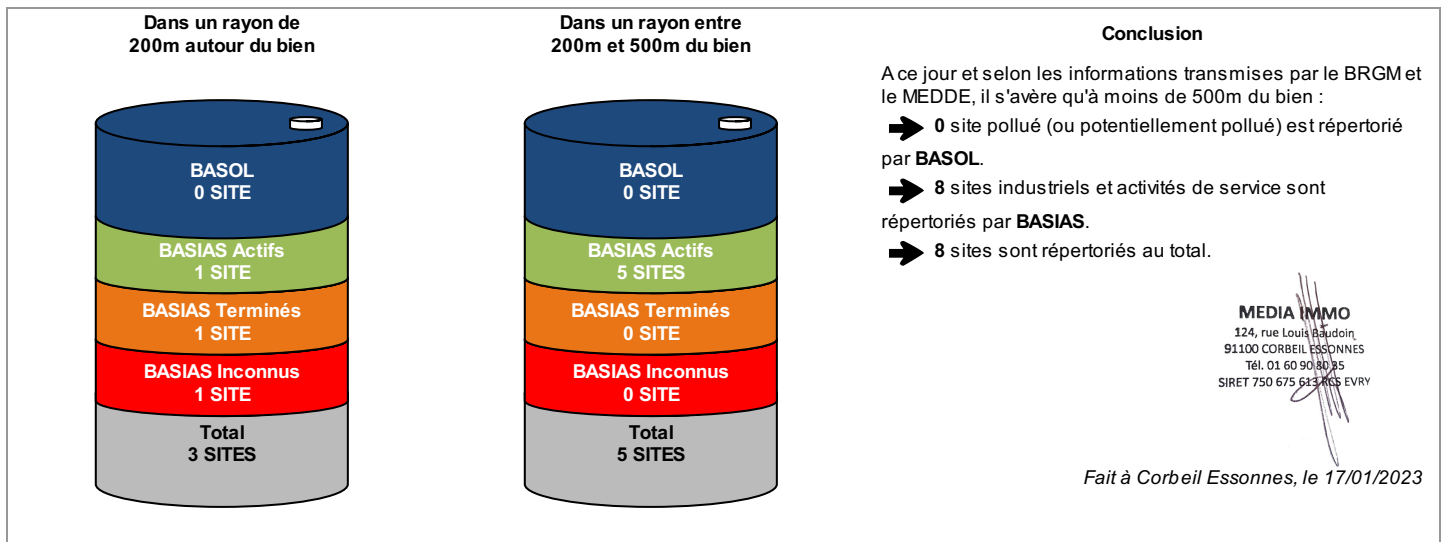 Dans un rayon de
200m autour du bien
BASOL
0 SITE
BASIAS Actifs
1 SITE
BASIAS Terminés
1 SITE
BASIAS Inconnus
1 SITE
Total
3 SITES
Dans un rayon entre
200m et 500m du bien
BASOL
0 SITE
BASIAS Actifs
5 SITES
BASIAS Terminés
0 SITE
BASIAS Inconnus
0 SITE
Total
5 SITES
Conclusion
A ce jour et selon les informations transmises par le BRGM et
le MEDDE, il s'avère qu'à moins de 500m du bien :
0 site pollué (ou potentiellement pollué) est répertorié
par BASOL.
8 sites industriels et activités de service sont
répertoriés par BASIAS.
8 sites sont répertoriés au total.
MEDIA IMMO
124, rue Louis Baudoin
91100 CORBEIL ESSONNES
Tél. 01 60 90 80 85
SIRET 750 675 613 RCS EVRY
Fait à Corbeil Essonnes, le 17/01/2023